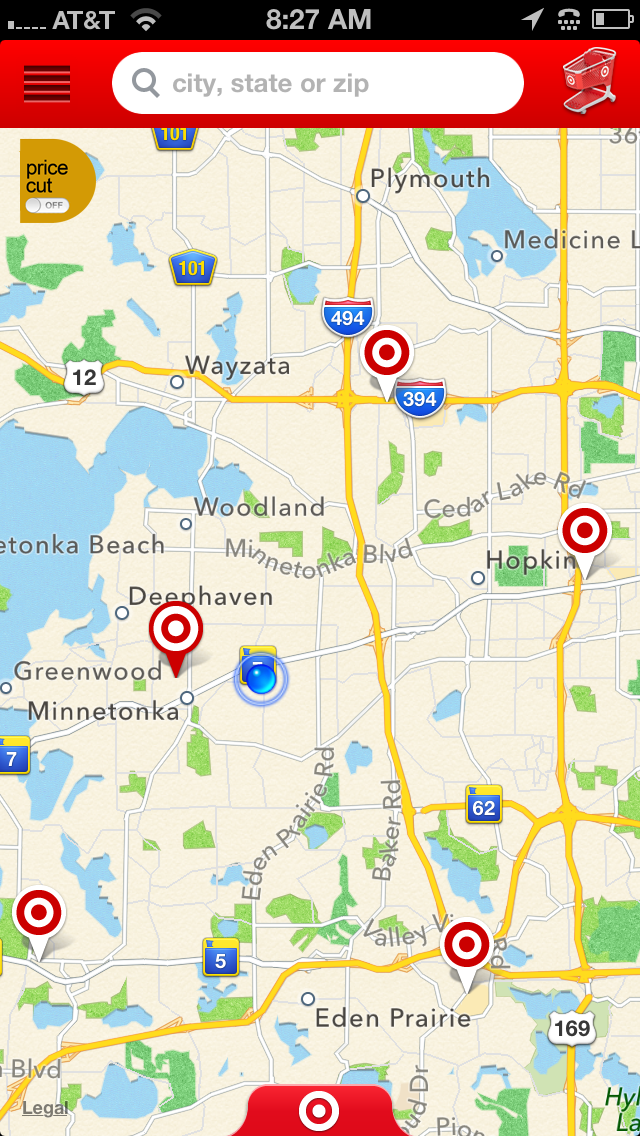 AT&T 8:27 AM
city, state or zip
101
36
price
cut
OFF
Plymouth
Medicine L
101
494
Wayzata
12
394
Cedar Lake Rd
Woodland
etonka Beach
Minnetonka Blvd
Hopkin
Deephaven
Greenwood
Minnetonka
7
62
Eden Prairie Rd
Baker Rd
Valley Vi
Rd
5
Eden Prairie
169
Blvd
Legal
ud Dr
Pion
Hyl
La